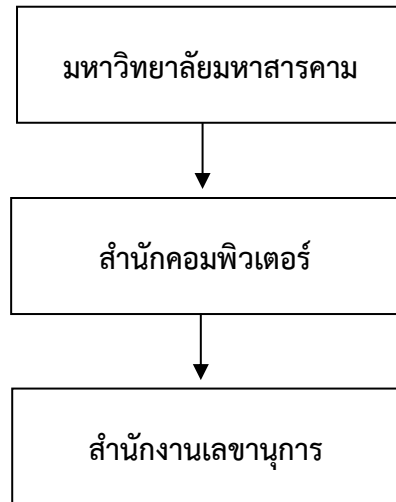 มหาวิทยาลัยมหาสารคาม
สำนักคอมพิวเตอร์
สำนักงานเลขานุการ